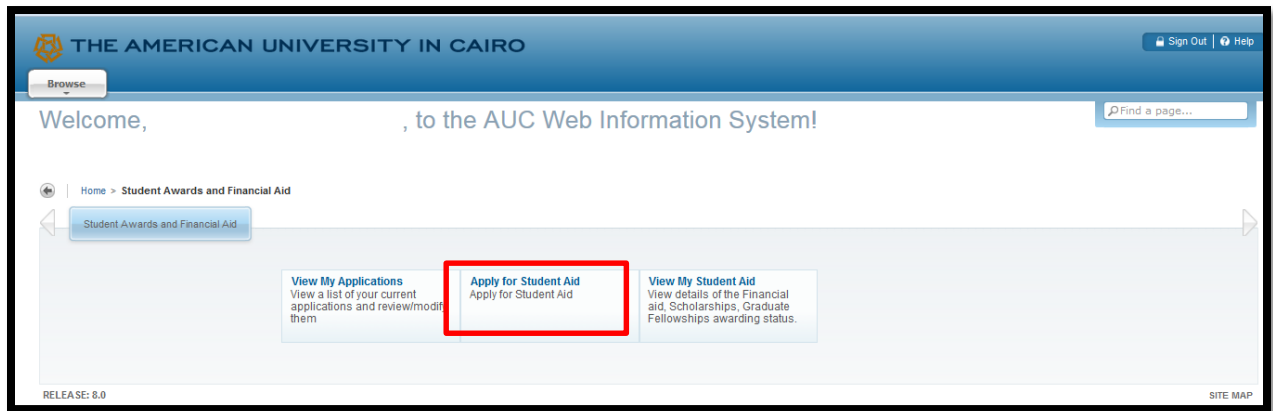 THE AMERICAN UNIVERSITY IN CAIRO
Sign Out | Help
Browse
Welcome, , to the AUC Web Information System!
Find a page...
Home > Student Awards and Financial Aid
Student Awards and Financial Aid
View My Applications
View a list of your current
applications and review/modify
them
Apply for Student Aid
Apply for Student Aid
View My Student Aid
View details of the Financial
aid, Scholarships, Graduate
Fellowships awarding status.
RELEASE: 8.0
SITE MAP